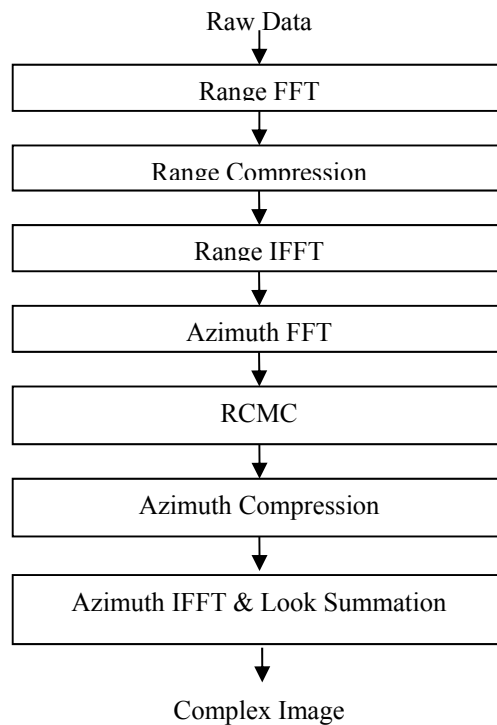 Raw Data
Range FFT
Range Compression
Range IFFT
Azimuth FFT
RCMC
Azimuth Compression
Azimuth IFFT & Look Summation
Complex Image